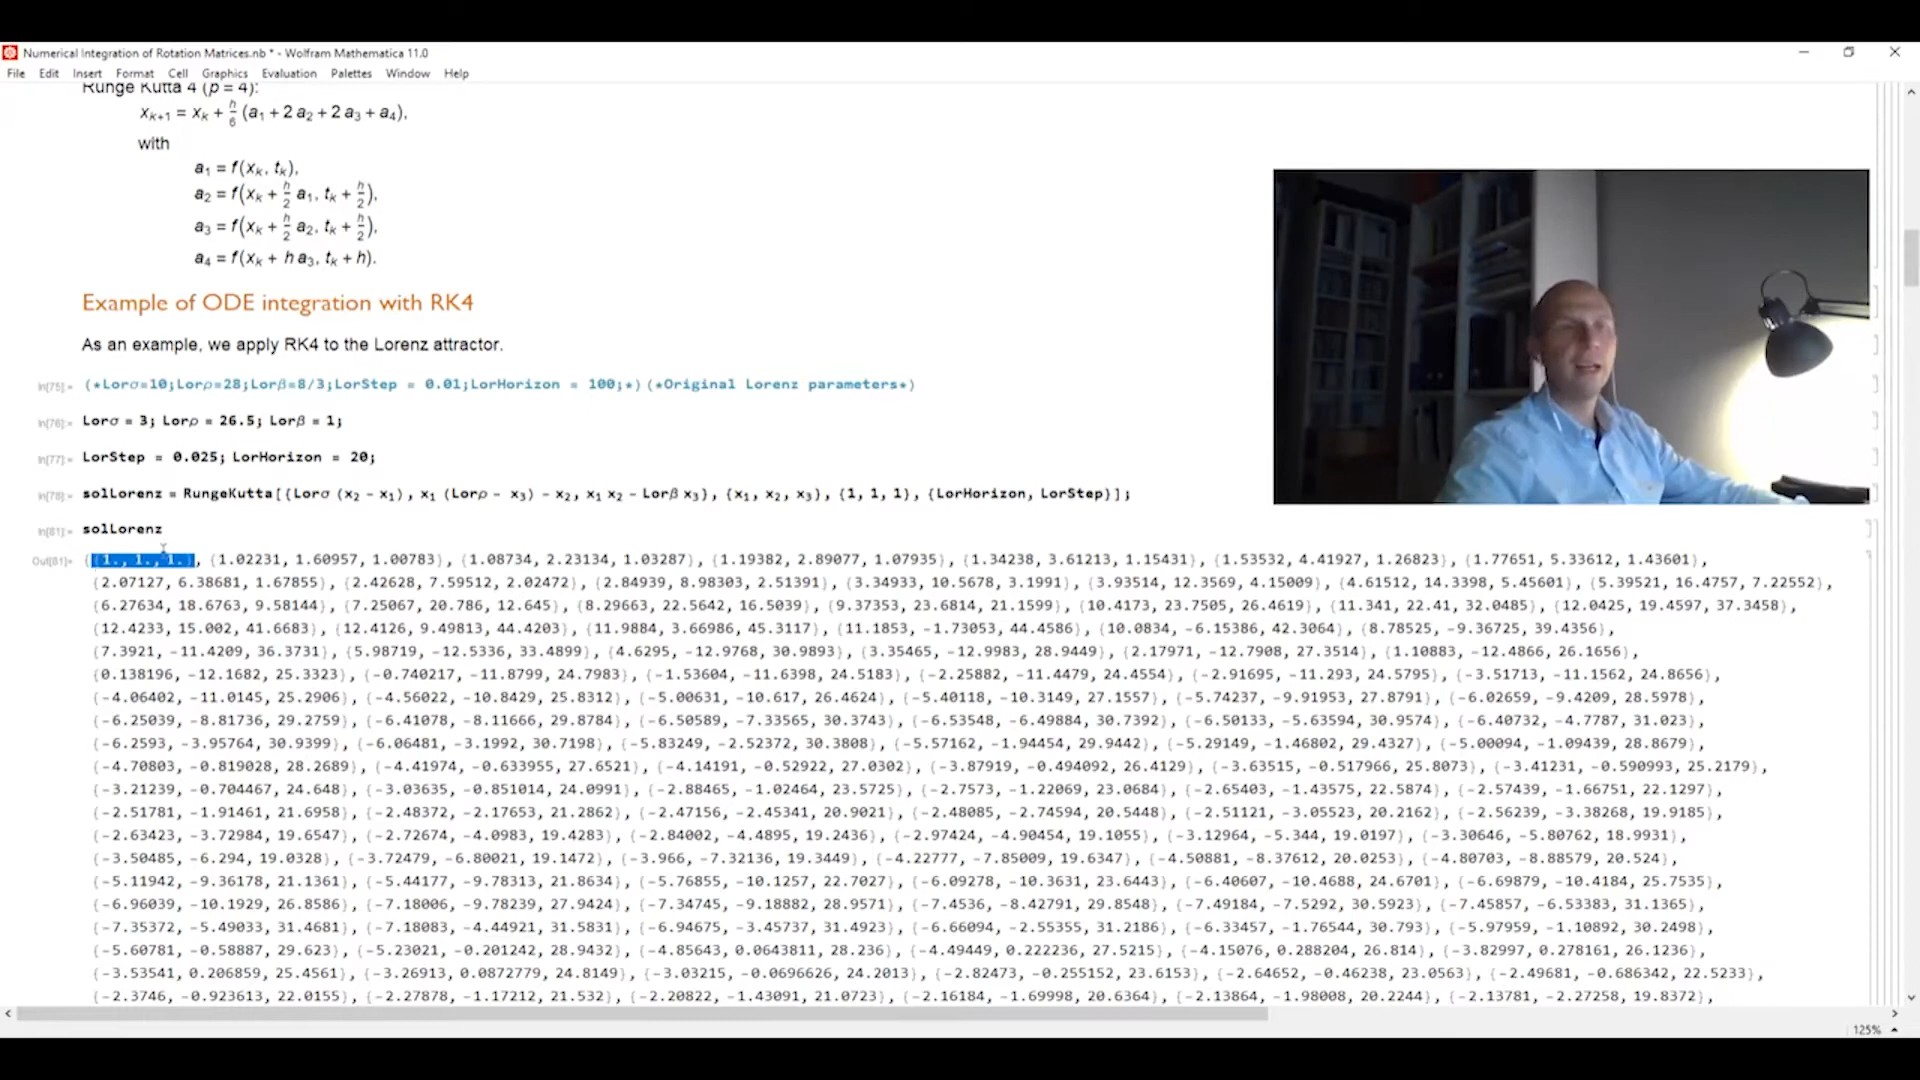 Numerical Integration of Rotation Matrices.nb * - Wolfram Mathematica 11.0
File Edit Insert Format Cell Graphics Evaluation Palettes Window Help
Runge Kutta 4 (p = 4):
xₖ₊₁ = xₖ + h/6 (a₁ + 2 a₂ + 2 a₃ + a₄),
with
a₁ = f(xₖ, tₖ),
a₂ = f(xₖ + h/2 a₁, tₖ + h/2),
a₃ = f(xₖ + h/2 a₂, tₖ + h/2),
a₄ = f(xₖ + h a₃, tₖ + h).
Example of ODE integration with RK4
As an example, we apply RK4 to the Lorenz attractor.
In[75]:= (*Lorσ=10;Lorρ=28;Lorβ=8/3;LorStep = 0.01;LorHorizon = 100;*) (*Original Lorenz parameters*)
In[76]:= Lorσ = 3; Lorρ = 26.5; Lorβ = 1;
In[77]:= LorStep = 0.025; LorHorizon = 20;
In[78]:= solLorenz = RungeKutta[{Lorσ (x₂ - x₁), x₁ (Lorρ - x₃) - x₂, x₁ x₂ - Lorβ x₃}, {x₁, x₂, x₃}, {1, 1, 1}, {LorHorizon, LorStep}];
In[81]:= solLorenz
Out[81]= {{1., 1., 1.}, {1.02231, 1.60957, 1.00783}, {1.08734, 2.23134, 1.03287}, {1.19382, 2.89077, 1.07935}, {1.34238, 3.61213, 1.15431}, {1.53532, 4.41927, 1.26823}, {1.77651, 5.33612, 1.43601},
{2.07127, 6.38681, 1.67855}, {2.42628, 7.59512, 2.02472}, {2.84939, 8.98303, 2.51391}, {3.34933, 10.5678, 3.1991}, {3.93514, 12.3569, 4.15009}, {4.61512, 14.3398, 5.45601}, {5.39521, 16.4757, 7.22552},
{6.27634, 18.6763, 9.58144}, {7.25067, 20.786, 12.645}, {8.29663, 22.5642, 16.5039}, {9.37353, 23.6814, 21.1599}, {10.4173, 23.7505, 26.4619}, {11.341, 22.41, 32.0485}, {12.0425, 19.4597, 37.3458},
{12.4233, 15.002, 41.6683}, {12.4126, 9.49813, 44.4203}, {11.9884, 3.66986, 45.3117}, {11.1853, -1.73053, 44.4586}, {10.0834, -6.15386, 42.3064}, {8.78525, -9.36725, 39.4356},
{7.3921, -11.4209, 36.3731}, {5.98719, -12.5336, 33.4899}, {4.6295, -12.9768, 30.9893}, {3.35465, -12.9983, 28.9449}, {2.17971, -12.7908, 27.3514}, {1.10883, -12.4866, 26.1656},
{0.138196, -12.1682, 25.3323}, {-0.740217, -11.8799, 24.7983}, {-1.53604, -11.6398, 24.5183}, {-2.25882, -11.4479, 24.4554}, {-2.91695, -11.293, 24.5795}, {-3.51713, -11.1562, 24.8656},
{-4.06402, -11.0145, 25.2906}, {-4.56022, -10.8429, 25.8312}, {-5.00631, -10.617, 26.4624}, {-5.40118, -10.3149, 27.1557}, {-5.74237, -9.91953, 27.8791}, {-6.02659, -9.4209, 28.5978},
{-6.25039, -8.81736, 29.2759}, {-6.41078, -8.11666, 29.8784}, {-6.50589, -7.33565, 30.3743}, {-6.53548, -6.49884, 30.7392}, {-6.50133, -5.63594, 30.9574}, {-6.40732, -4.7787, 31.023},
{-6.2593, -3.95764, 30.9399}, {-6.06481, -3.1992, 30.7198}, {-5.83249, -2.52372, 30.3808}, {-5.57162, -1.94454, 29.9442}, {-5.29149, -1.46802, 29.4327}, {-5.00094, -1.09439, 28.8679},
{-4.70803, -0.819028, 28.2689}, {-4.41974, -0.633955, 27.6521}, {-4.14191, -0.52922, 27.0302}, {-3.87919, -0.494092, 26.4129}, {-3.63515, -0.517966, 25.8073}, {-3.41231, -0.590993, 25.2179},
{-3.21239, -0.704467, 24.648}, {-3.03635, -0.851014, 24.0991}, {-2.88465, -1.02464, 23.5725}, {-2.7573, -1.22069, 23.0684}, {-2.65403, -1.43575, 22.5874}, {-2.57439, -1.66751, 22.1297},
{-2.51781, -1.91461, 21.6958}, {-2.48372, -2.17653, 21.2862}, {-2.47156, -2.45341, 20.9021}, {-2.48085, -2.74594, 20.5448}, {-2.51121, -3.05523, 20.2162}, {-2.56239, -3.38268, 19.9185},
{-2.63423, -3.72984, 19.6547}, {-2.72674, -4.0983, 19.4283}, {-2.84002, -4.4895, 19.2436}, {-2.97424, -4.90454, 19.1055}, {-3.12964, -5.344, 19.0197}, {-3.30646, -5.80762, 18.9931},
{-3.50485, -6.294, 19.0328}, {-3.72479, -6.80021, 19.1472}, {-3.966, -7.32136, 19.3449}, {-4.22777, -7.85009, 19.6347}, {-4.50881, -8.37612, 20.0253}, {-4.80703, -8.88579, 20.524},
{-5.11942, -9.36178, 21.1361}, {-5.44177, -9.78313, 21.8634}, {-5.76855, -10.1257, 22.7027}, {-6.09278, -10.3631, 23.6443}, {-6.40607, -10.4688, 24.6701}, {-6.69879, -10.4184, 25.7535},
{-6.96039, -10.1929, 26.8586}, {-7.18006, -9.78239, 27.9424}, {-7.34745, -9.18882, 28.9571}, {-7.4536, -8.42791, 29.8548}, {-7.49184, -7.5292, 30.5923}, {-7.45857, -6.53383, 31.1365},
{-7.35372, -5.49033, 31.4681}, {-7.18083, -4.44921, 31.5831}, {-6.94675, -3.45737, 31.4923}, {-6.66094, -2.55355, 31.2186}, {-6.33457, -1.76544, 30.793}, {-5.97959, -1.10892, 30.2498},
{-5.60781, -0.58887, 29.623}, {-5.23021, -0.201242, 28.9432}, {-4.85643, 0.0643811, 28.236}, {-4.49449, 0.222236, 27.5215}, {-4.15076, 0.288204, 26.814}, {-3.82997, 0.278161, 26.1236},
{-3.53541, 0.206859, 25.4561}, {-3.26913, 0.0872779, 24.8149}, {-3.03215, -0.0696626, 24.2013}, {-2.82473, -0.255152, 23.6153}, {-2.64652, -0.46238, 23.0563}, {-2.49681, -0.686342, 22.5233},
{-2.3746, -0.923613, 22.0155}, {-2.27878, -1.17212, 21.532}, {-2.20822, -1.43091, 21.0723}, {-2.16184, -1.69998, 20.6364}, {-2.13864, -1.98008, 20.2244}, {-2.13781, -2.27258, 19.8372},
125%